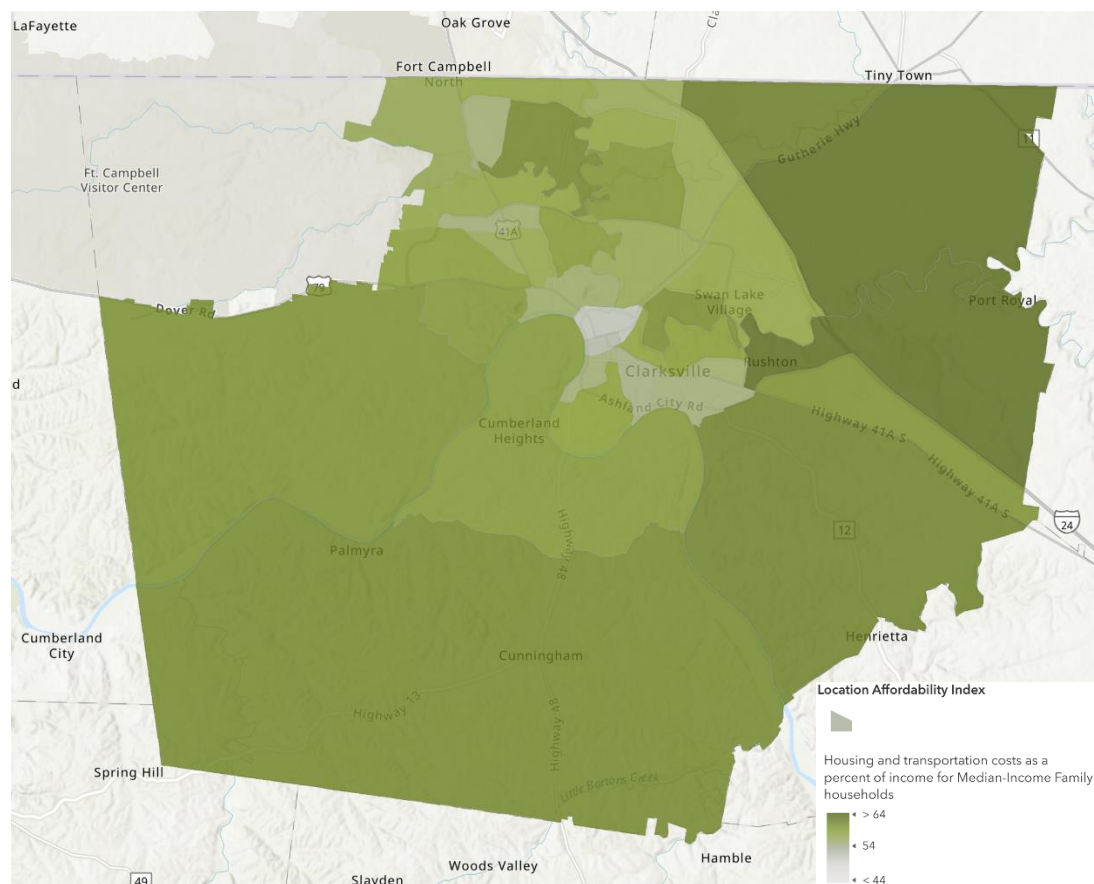 LaFayette
Oak Grove
Cla
Fort Campbell
North
Tiny Town
11
Gutherie Hwy
Ft. Campbell
Visitor Center
41A
79
Dover Rd
Swan Lake
Village
Port Royal
Rushton
d
Clarksville
Ashland City Rd
Cumberland
Heights
Highway 41A S
Highway 41A S
24
12
Highway 48
Palmyra
Cumberland
City
Henrietta
Cunningham
Highway 13
Highway 48
Spring Hill
Little Bartons Creek
Woods Valley
Hamble
49
Slayden
Location Affordability Index
Housing and transportation costs as a
percent of income for Median-Income Family
households
> 64
54
< 44